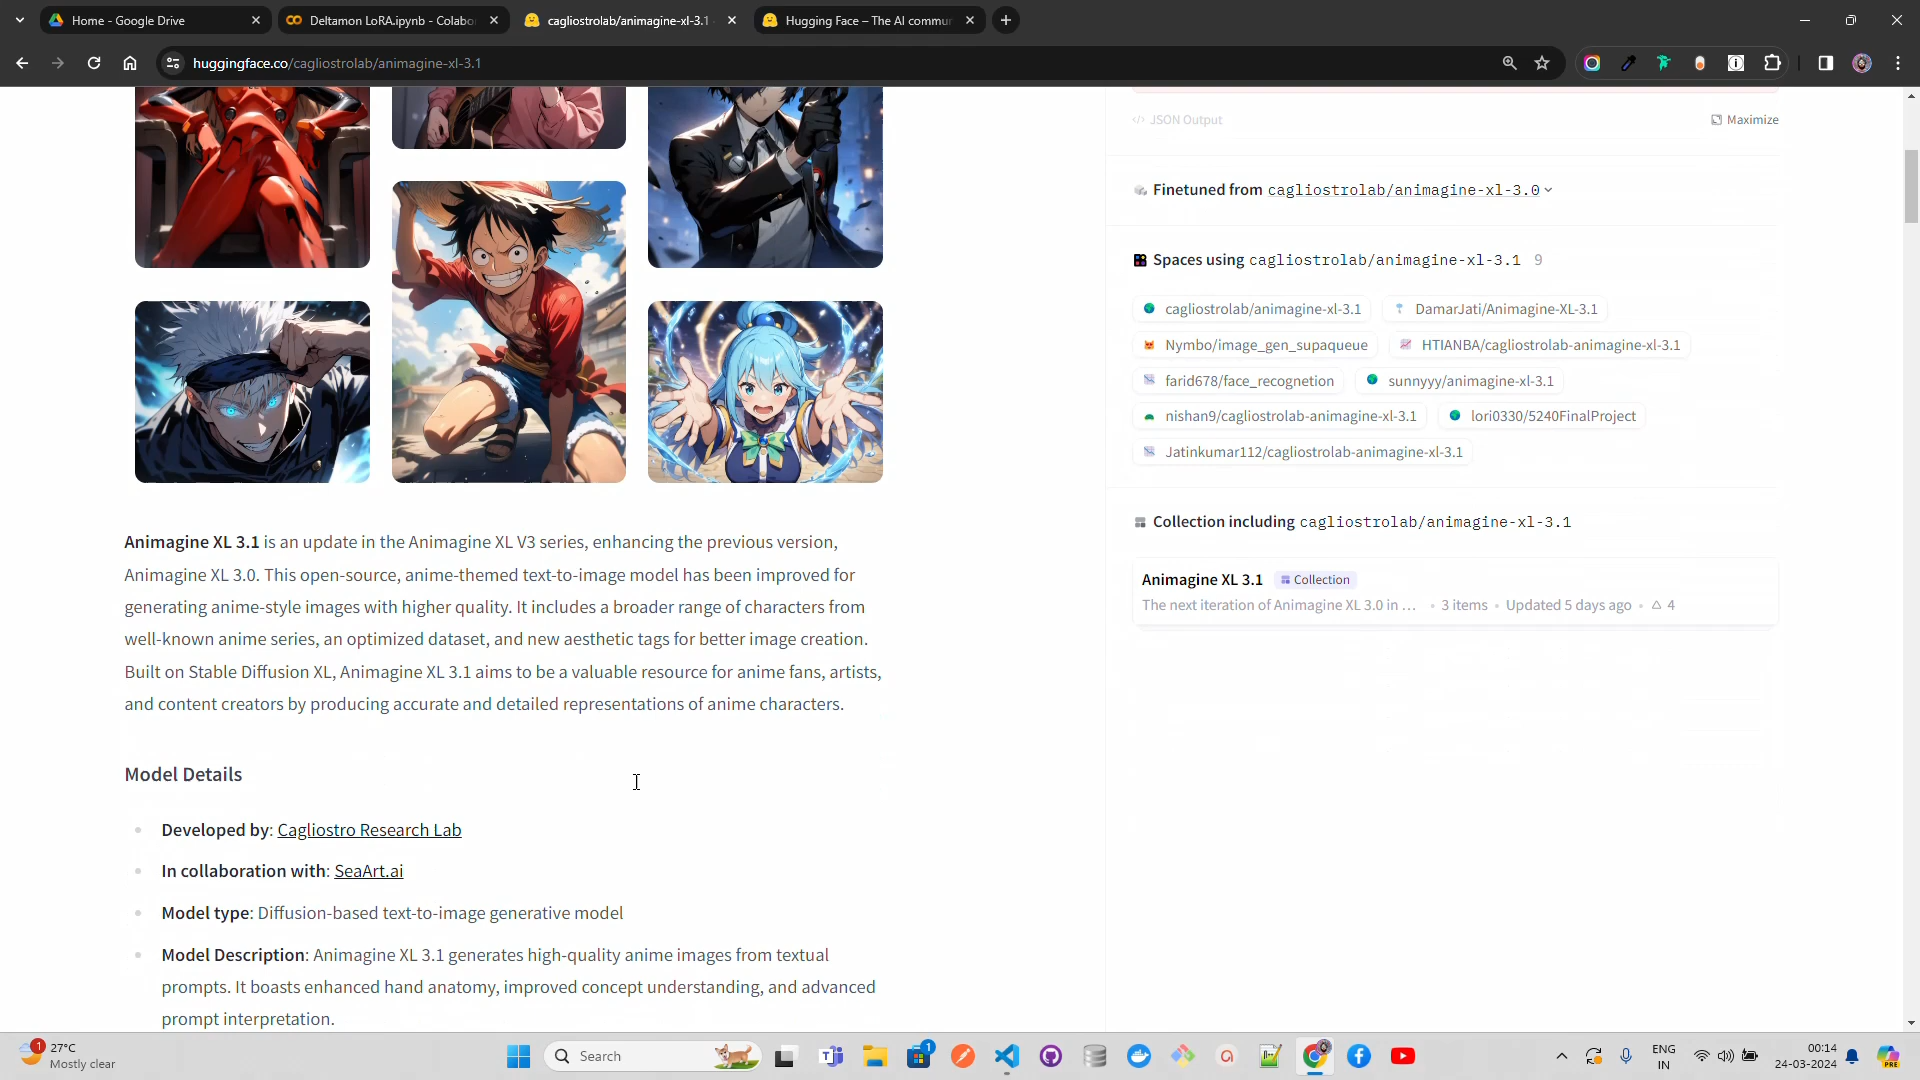 Home - Google Drive
Deltamon LoRA.ipynb - Colabo
cagliostrolab/animagine-xl-3.1
Hugging Face – The AI commun
huggingface.co/cagliostrolab/animagine-xl-3.1
</> JSON Output
Maximize
Finetuned from cagliostrolab/animagine-xl-3.0
Spaces using cagliostrolab/animagine-xl-3.1 9
cagliostrolab/animagine-xl-3.1
DamarJati/Animagine-XL-3.1
Nymbo/image_gen_supaqueue
HTIANBA/cagliostrolab-animagine-xl-3.1
farid678/face_recognetion
sunnyyy/animagine-xl-3.1
nishan9/cagliostrolab-animagine-xl-3.1
lori0330/5240FinalProject
Jatinkumar112/cagliostrolab-animagine-xl-3.1
Collection including cagliostrolab/animagine-xl-3.1
Animagine XL 3.1 Collection
The next iteration of Animagine XL 3.0 in ... • 3 items • Updated 5 days ago • 4
Animagine XL 3.1 is an update in the Animagine XL V3 series, enhancing the previous version,
Animagine XL 3.0. This open-source, anime-themed text-to-image model has been improved for
generating anime-style images with higher quality. It includes a broader range of characters from
well-known anime series, an optimized dataset, and new aesthetic tags for better image creation.
Built on Stable Diffusion XL, Animagine XL 3.1 aims to be a valuable resource for anime fans, artists,
and content creators by producing accurate and detailed representations of anime characters.
Model Details
Developed by: Cagliostro Research Lab
In collaboration with: SeaArt.ai
Model type: Diffusion-based text-to-image generative model
Model Description: Animagine XL 3.1 generates high-quality anime images from textual
prompts. It boasts enhanced hand anatomy, improved concept understanding, and advanced
prompt interpretation.
1
27°C
Mostly clear
Search
1
ENG
IN
00:14
24-03-2024
PRE